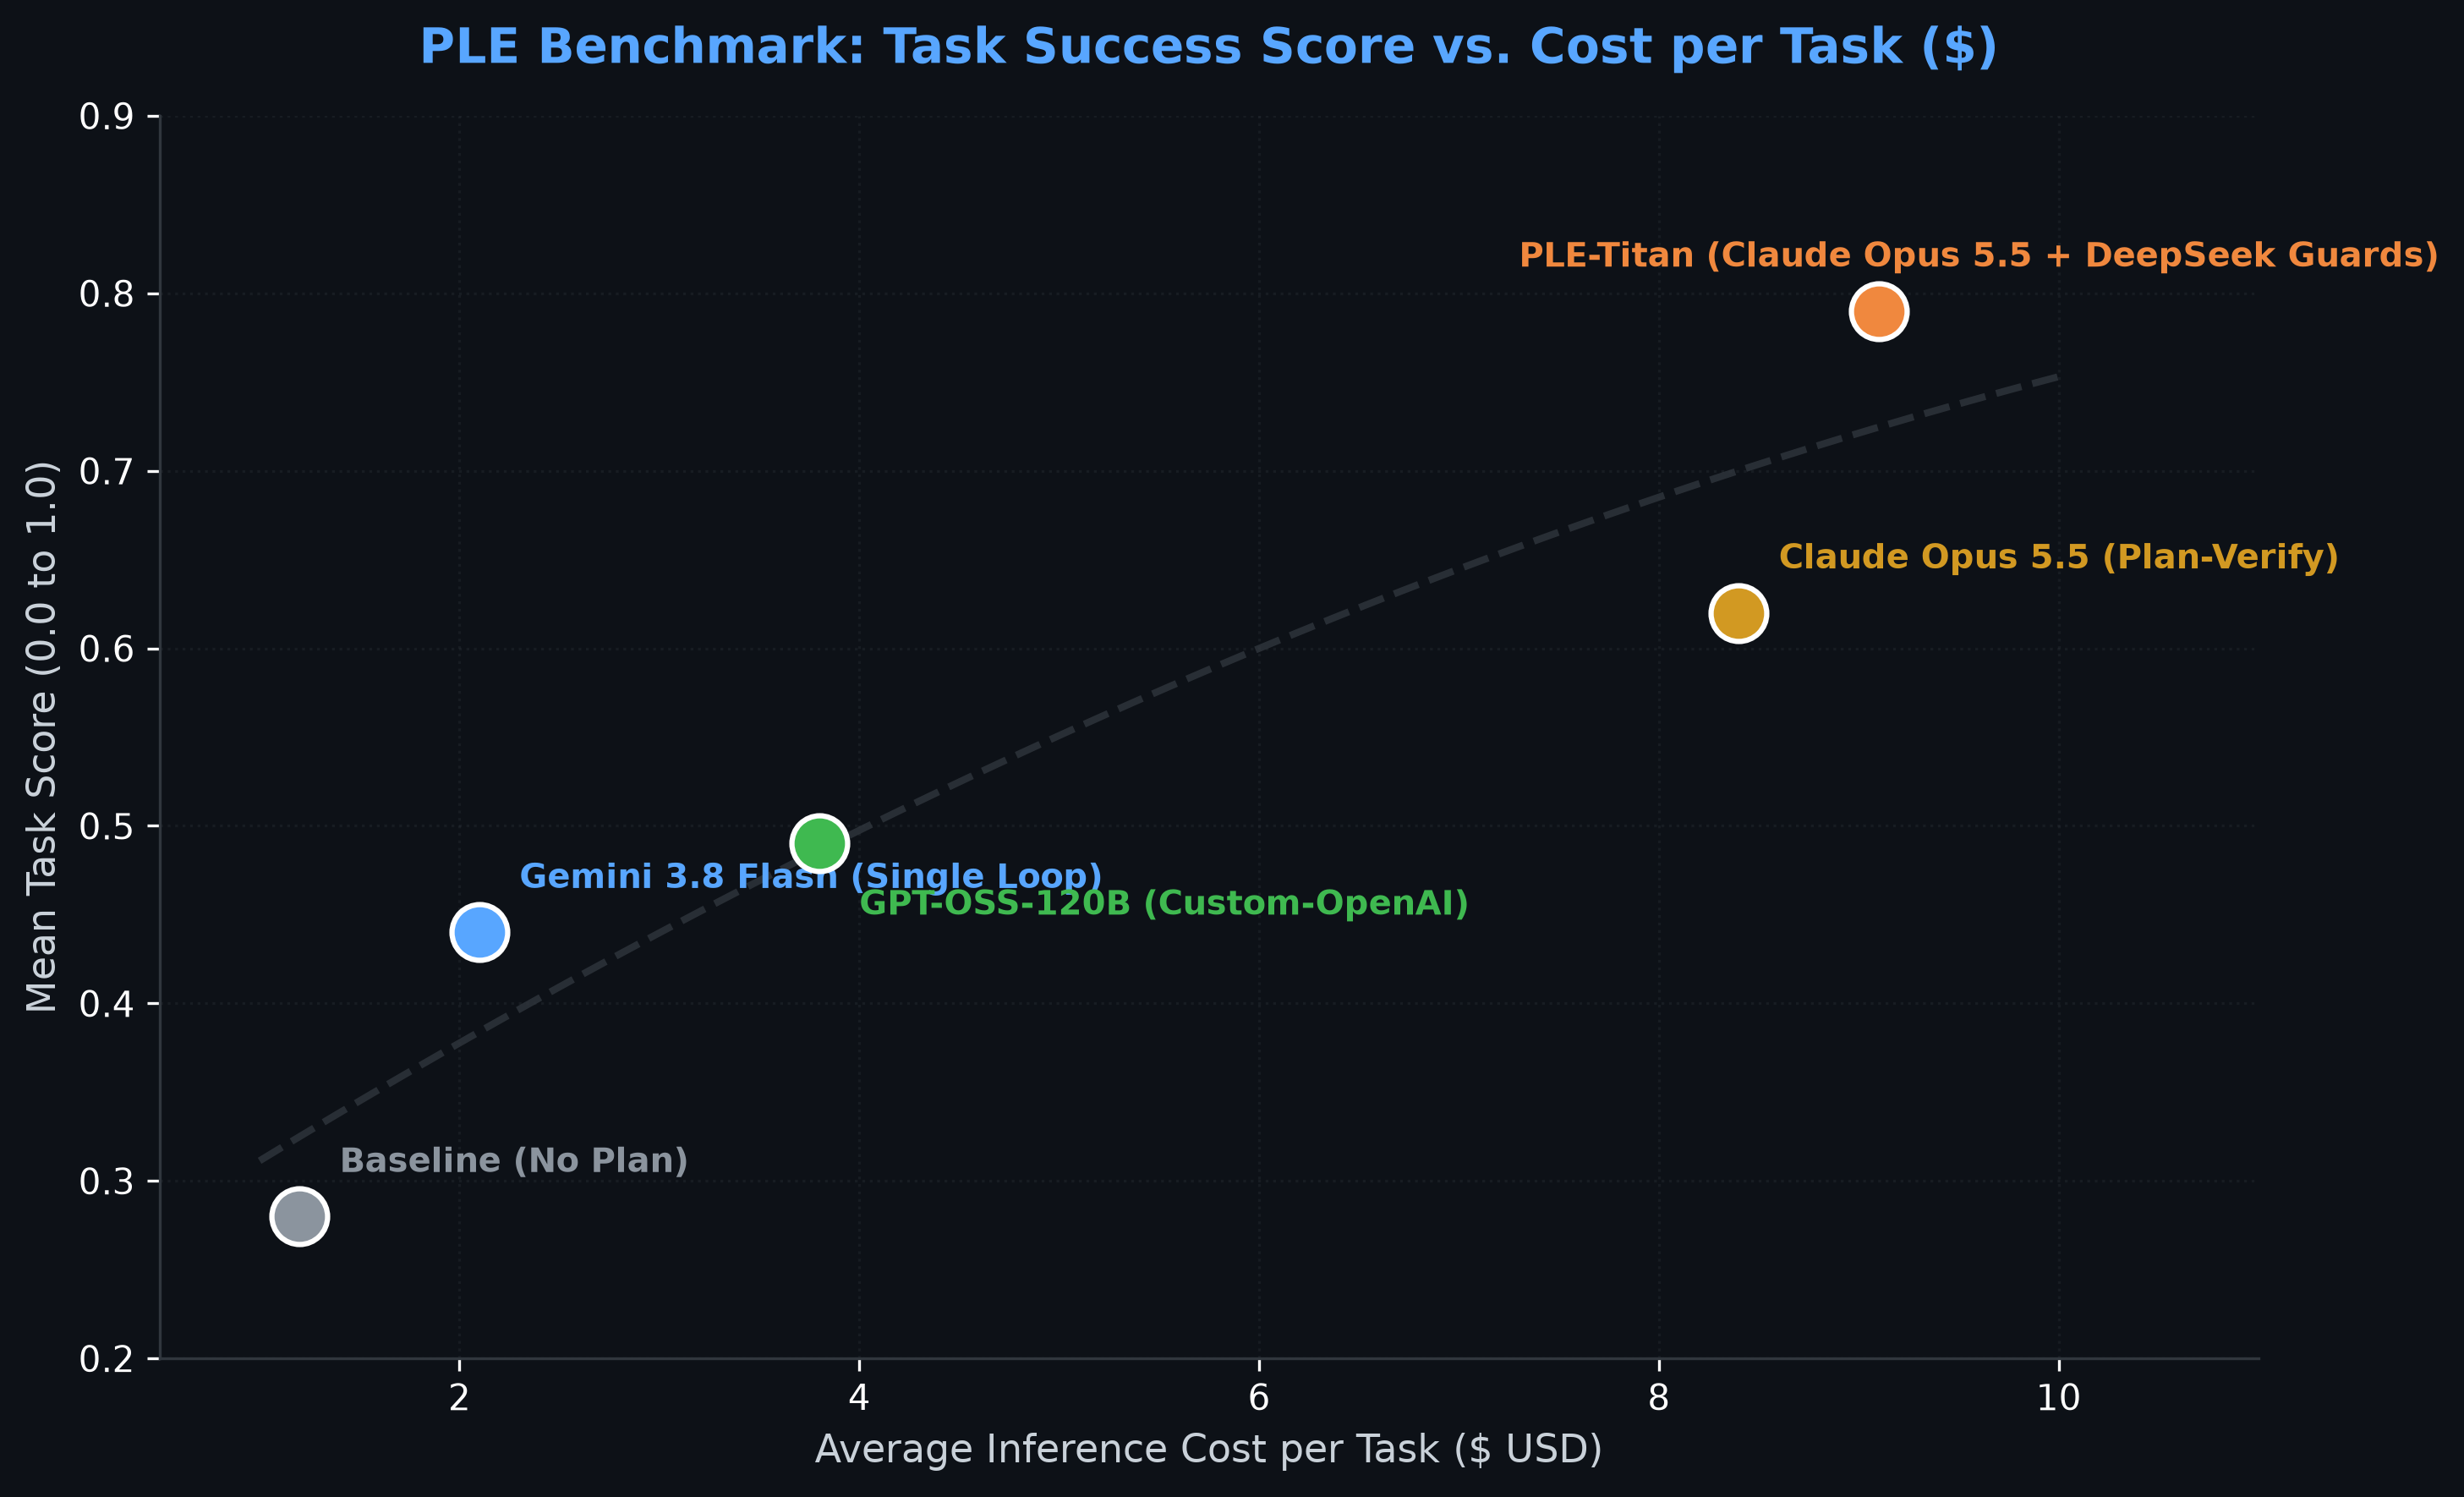 PLE Benchmark: Task Success Score vs. Cost per Task ($)
0.9
0.8
0.7
0.6
0.5
0.4
0.3
0.2
Mean Task Score (0.0 to 1.0)
PLE-Titan (Claude Opus 5.5 + DeepSeek Guards)
Claude Opus 5.5 (Plan-Verify)
Gemini 3.8 Flash (Single Loop)
GPT-OSS-120B (Custom-OpenAI)
Baseline (No Plan)
2 4 6 8 10
Average Inference Cost per Task ($ USD)